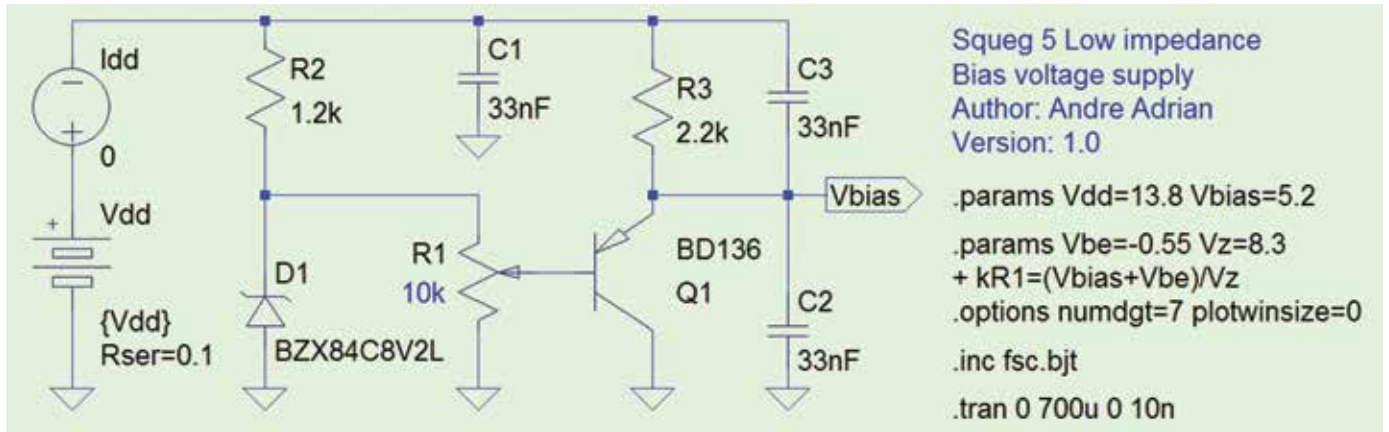 Idd
0
Vdd
+
{Vdd}
Rser=0.1
R2
1.2k
D1
BZX84C8V2L
C1
33nF
R1
10k
R3
2.2k
BD136
Q1
C3
33nF
Vbias
C2
33nF
Squeg 5 Low impedance
Bias voltage supply
Author: Andre Adrian
Version: 1.0
.params Vdd=13.8 Vbias=5.2
.params Vbe=-0.55 Vz=8.3
+ kR1=(Vbias+Vbe)/Vz
.options numdgt=7 plotwinsize=0
.inc fsc.bjt
.tran 0 700u 0 10n